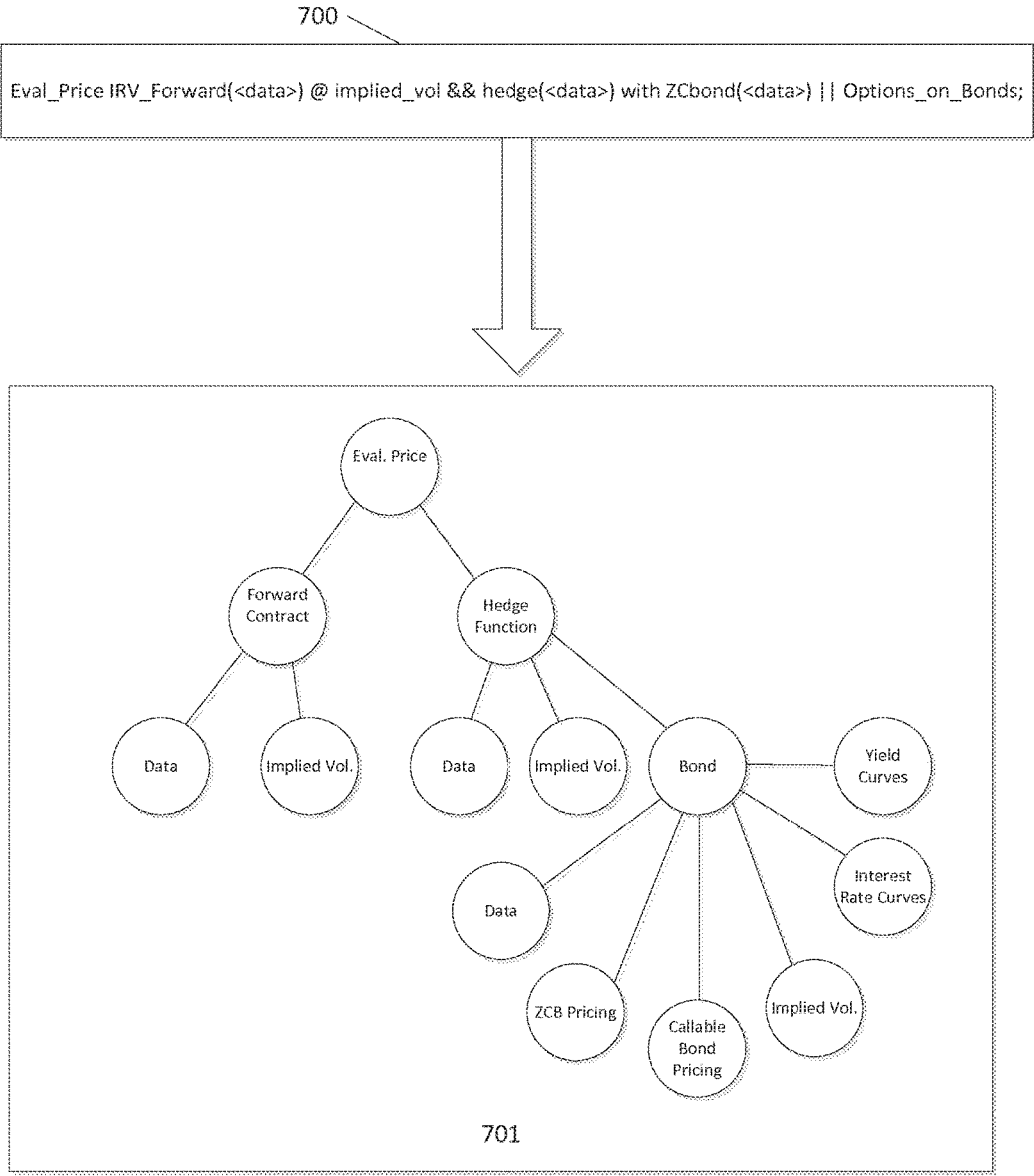 700
Eval_Price IRV_Forward(<data>) @ implied_vol && hedge(<data>) with ZCbond(<data>) || Options_on_Bonds;
Eval. Price
Forward
Contract
Hedge
Function
Data
Implied Vol.
Data
Implied Vol.
Bond
Yield
Curves
Interest
Rate Curves
Data
ZCB Pricing
Callable
Bond
Pricing
Implied Vol.
701